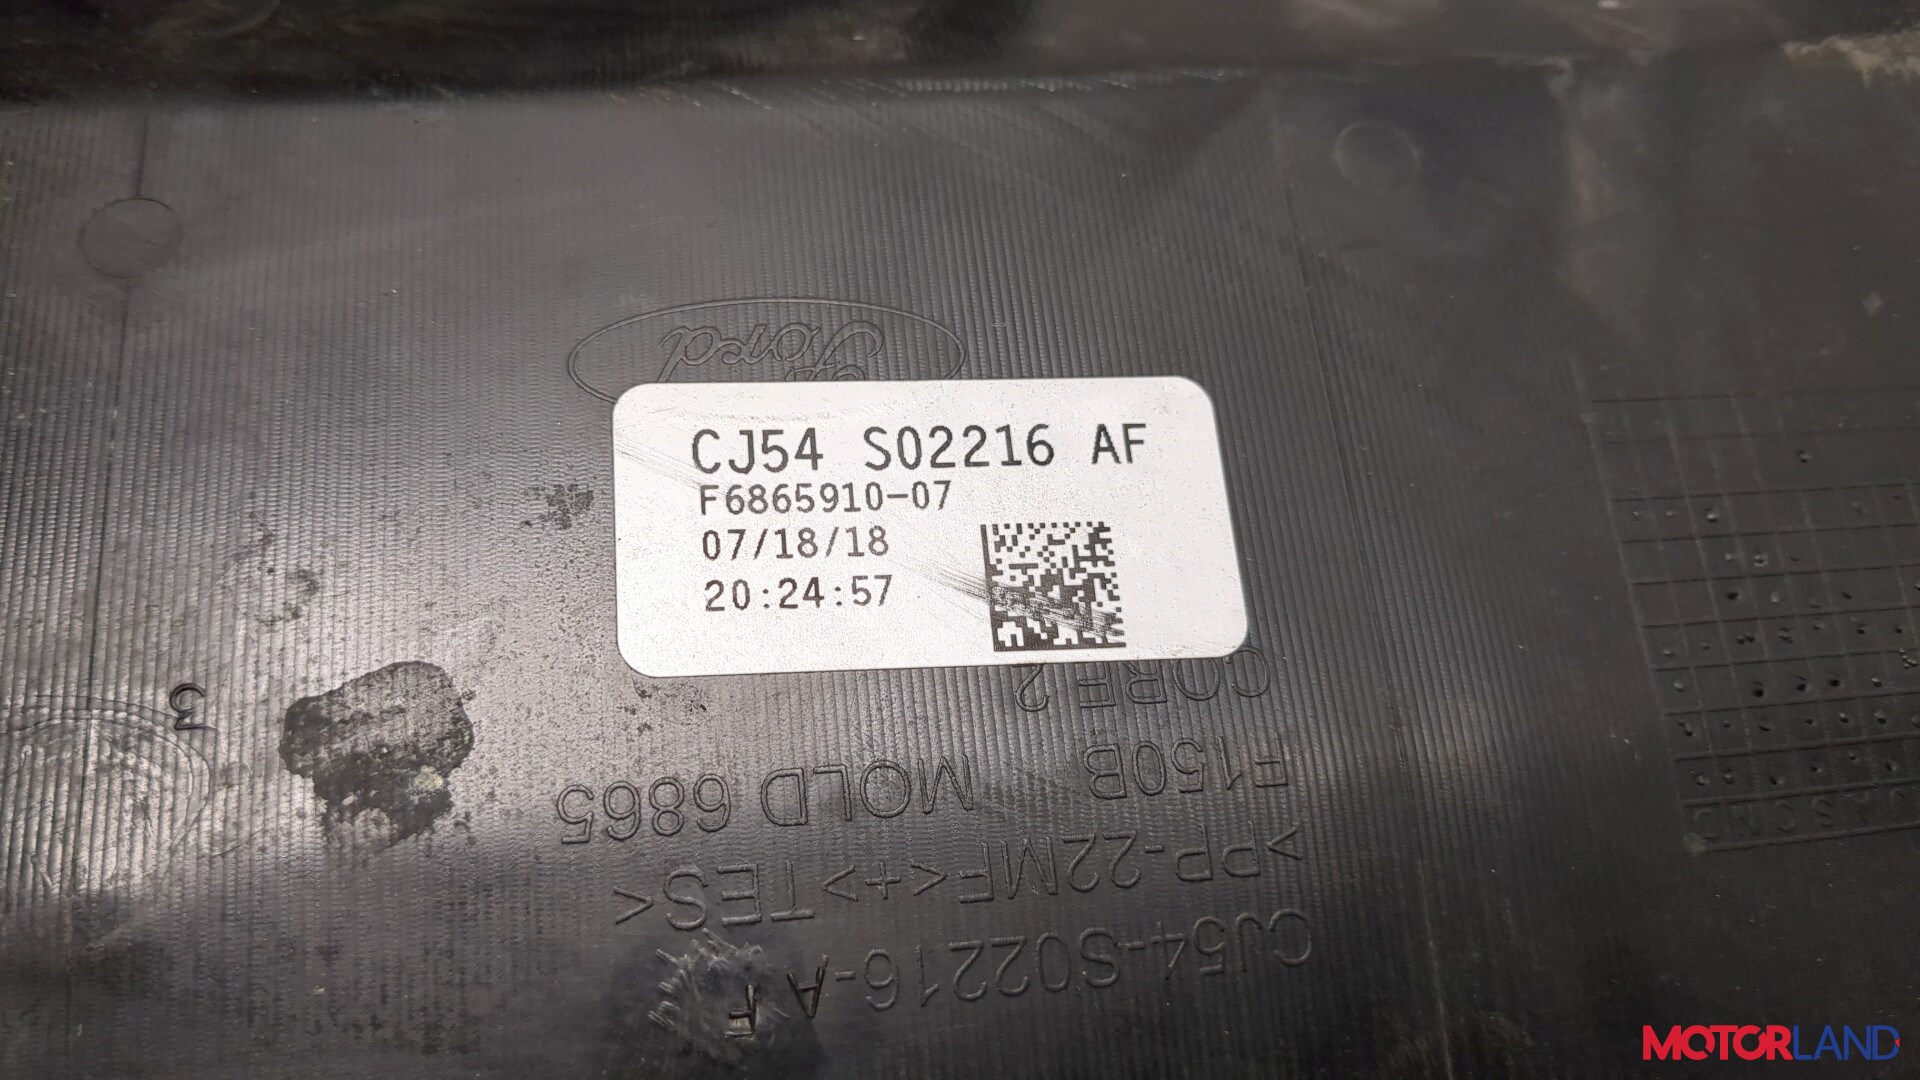 Ford
CJ54 S02216 AF
F6865910-07
07/18/18
20:24:57
3
CJ54-S02216-A F
>PP-22MF<+>TES<
F150B MOLD 6865
CORE 2
MOTORLAND